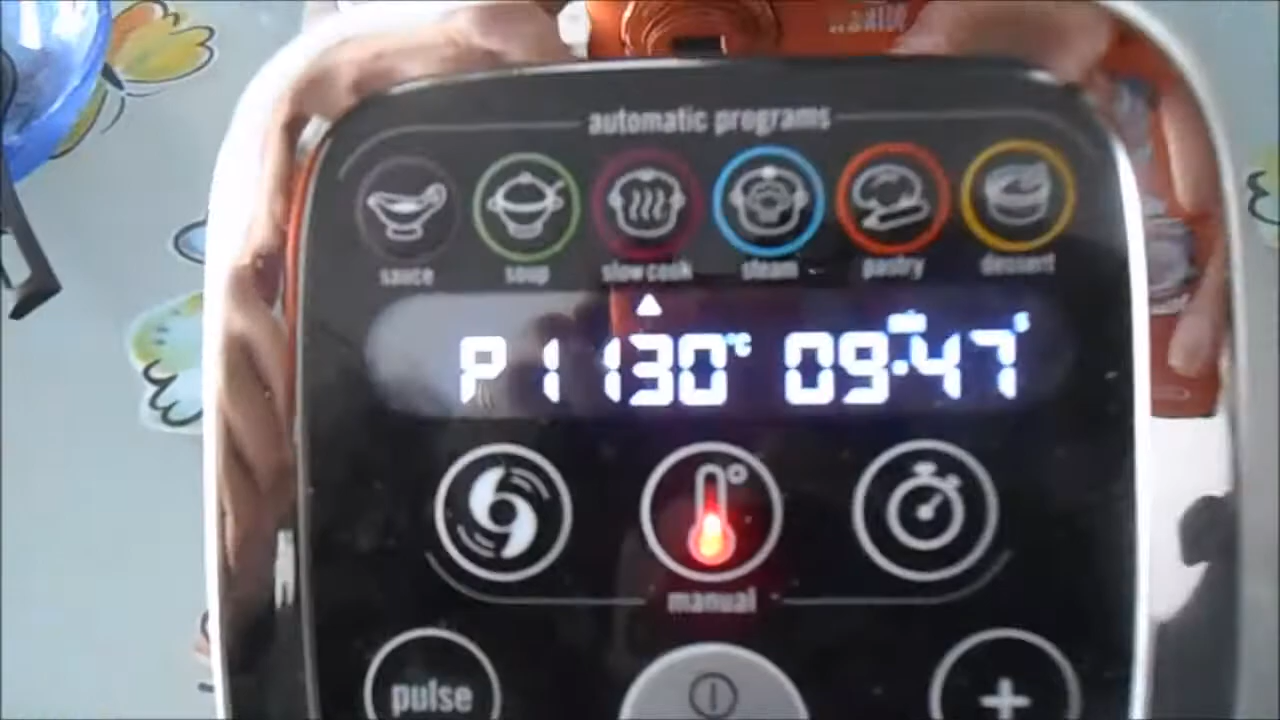 automatic programs
sauce soup slow cook steam pastry dessert
P1 130°C 09:47 s
manual
pulse +